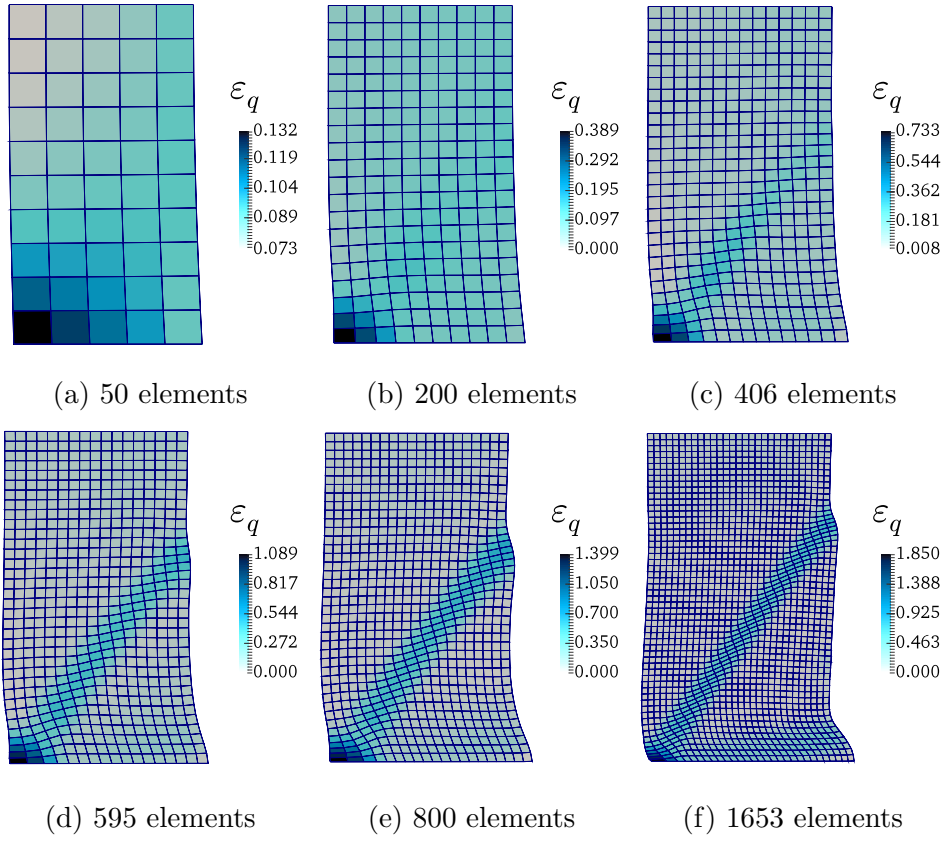 ε_q
0.132
0.119
0.104
0.089
0.073
(a) 50 elements
ε_q
0.389
0.292
0.195
0.097
0.000
(b) 200 elements
ε_q
0.733
0.544
0.362
0.181
0.008
(c) 406 elements
ε_q
1.089
0.817
0.544
0.272
0.000
(d) 595 elements
ε_q
1.399
1.050
0.700
0.350
0.000
(e) 800 elements
ε_q
1.850
1.388
0.925
0.463
0.000
(f) 1653 elements